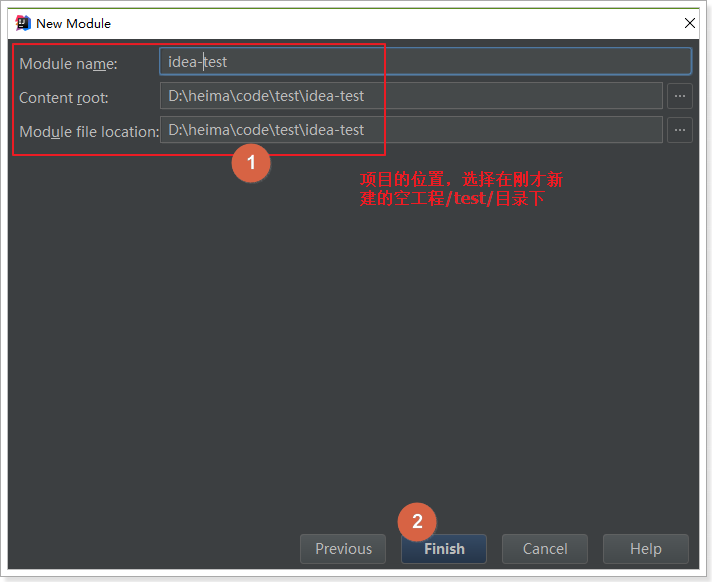 New Module
Module name: idea-test
Content root: D:\heima\code\test\idea-test ...
Module file location: D:\heima\code\test\idea-test ...
1
项目的位置，选择在刚才新
建的空工程/test/目录下
2
Previous Finish Cancel Help